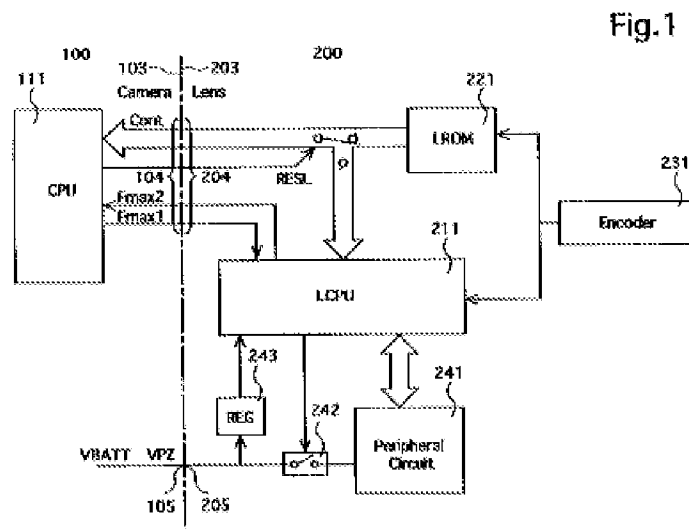 Fig.1
100
200
111
103
203
Camera
Lens
221
Cont.
LROM
104
204
RESIL
CPU
231
Encoder
Fmax2
Fmax1
211
LCPU
243
242
241
REG
Peripheral
Circuit
VBATT
VPZ
105
205